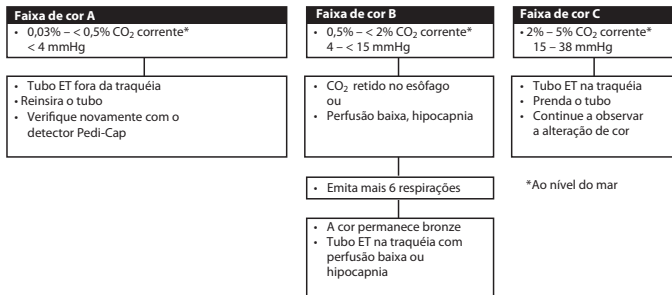 Faixa de cor A
• 0,03% – < 0,5% CO₂ corrente*
< 4 mmHg
• Tubo ET fora da traquéia
• Reinsira o tubo
• Verifique novamente com o
detector Pedi-Cap
Faixa de cor B
• 0,5% – < 2% CO₂ corrente*
4 – < 15 mmHg
• CO₂ retido no esôfago
ou
• Perfusão baixa, hipocapnia
• Emita mais 6 respirações
• A cor permanece bronze
• Tubo ET na traquéia com
perfusão baixa ou
hipocapnia
Faixa de cor C
• 2% – 5% CO₂ corrente*
15 – 38 mmHg
• Tubo ET na traquéia
• Prenda o tubo
• Continue a observar
a alteração de cor
*Ao nível do mar